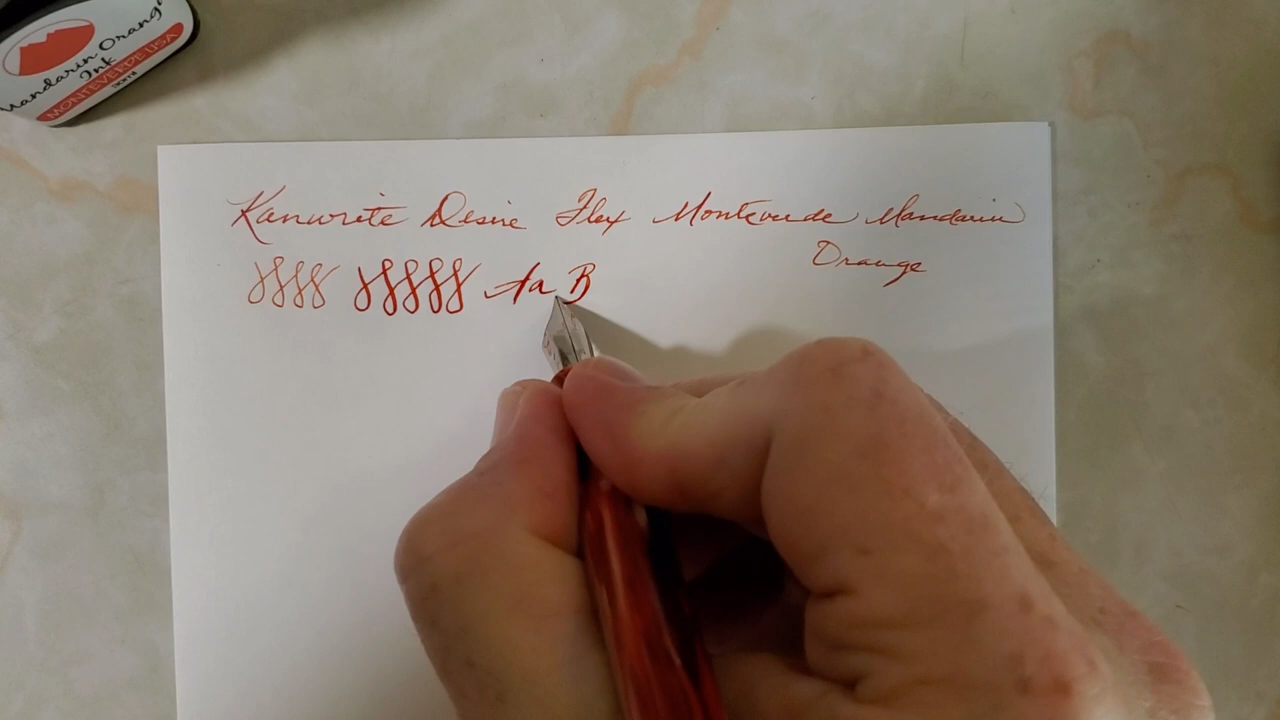 Mandarin Orange
Ink
MONTEVERDE USA
Kanwrite Desire Flex Monteverde Mandarin
Orange
Aa B